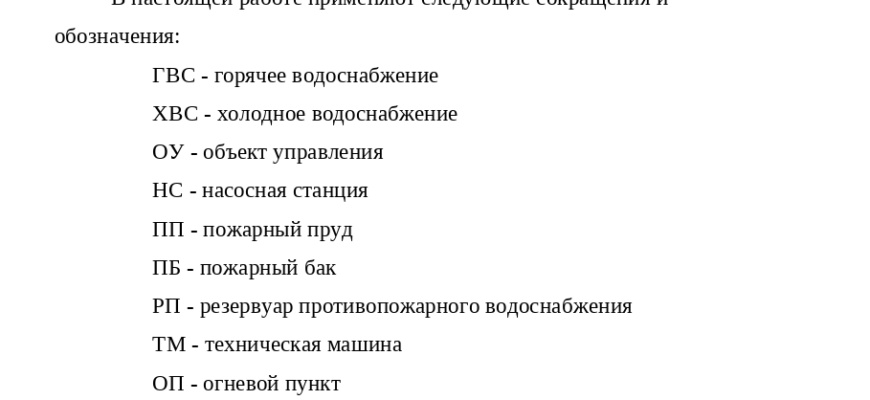 В настоящей работе применяют следующие сокращения и
обозначения:
ГВС - горячее водоснабжение
ХВС - холодное водоснабжение
ОУ - объект управления
НС - насосная станция
ПП - пожарный пруд
ПБ - пожарный бак
РП - резервуар противопожарного водоснабжения
ТМ - техническая машина
ОП - огневой пункт